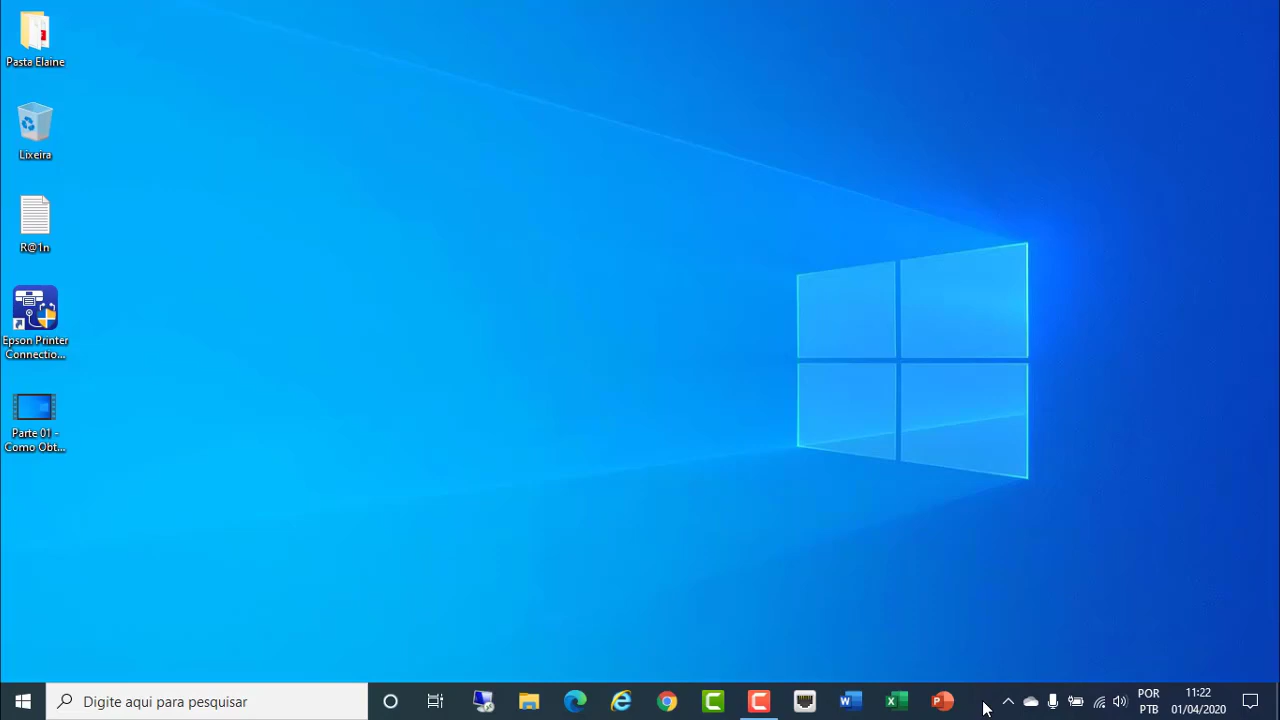 Pasta Elaine
Lixeira
R@1n
Epson Printer
Connectio...
Parte 01 -
Como Obt...
Digite aqui para pesquisar
POR
PTB
11:22
01/04/2020